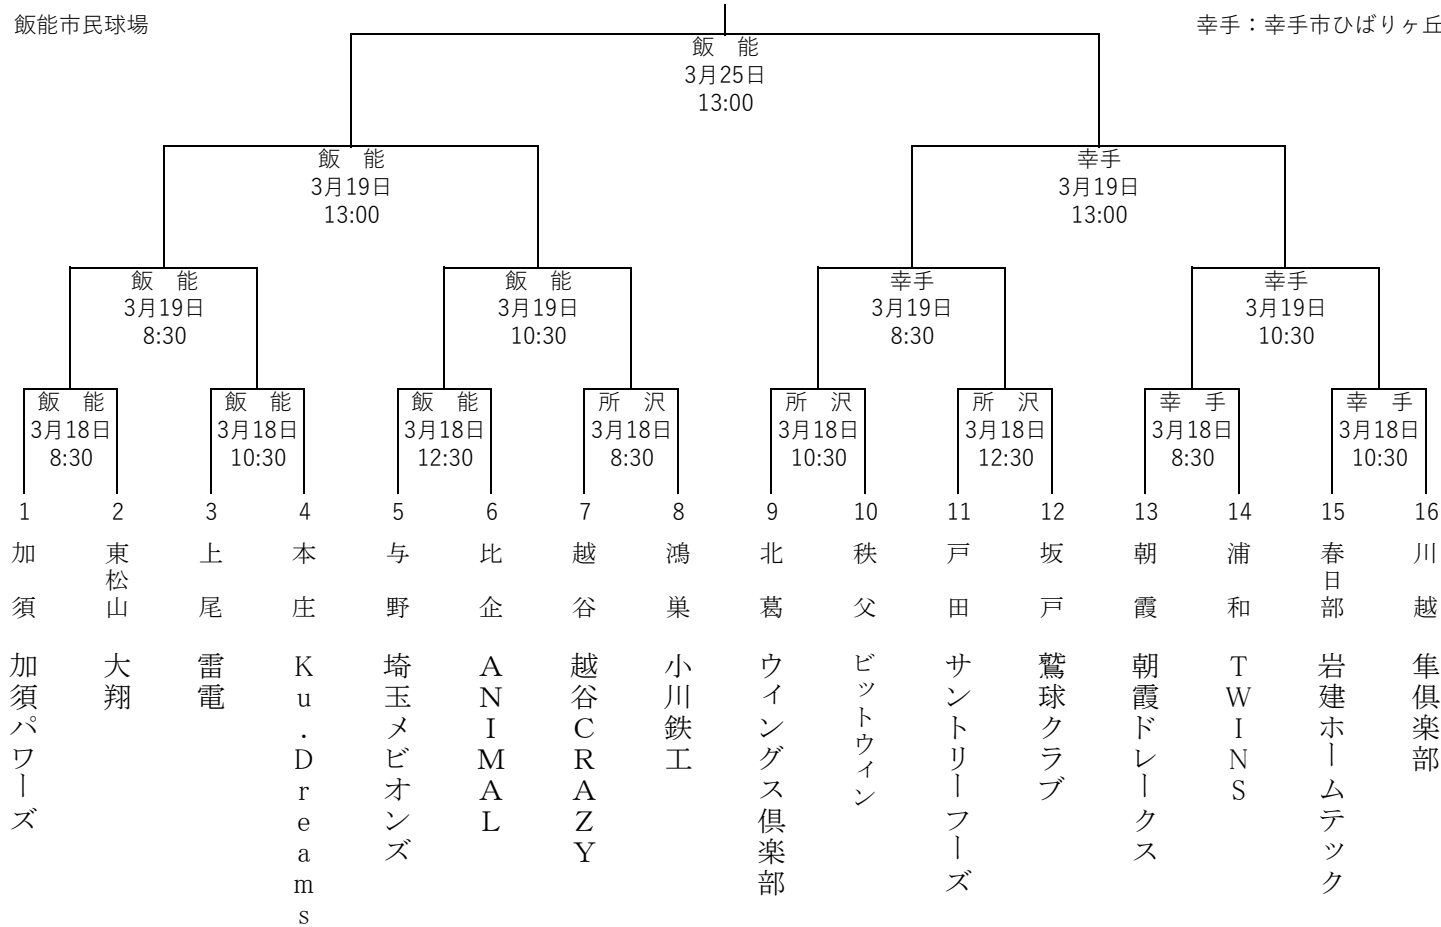 飯能市民球場
幸手：幸手市ひばりヶ丘
飯　能
3月25日
13:00
飯　能
3月19日
13:00
幸手
3月19日
13:00
飯　能
3月19日
8:30
飯　能
3月19日
10:30
幸手
3月19日
8:30
幸手
3月19日
10:30
飯　能
3月18日
8:30
飯　能
3月18日
10:30
飯　能
3月18日
12:30
所　沢
3月18日
8:30
所　沢
3月18日
10:30
所　沢
3月18日
12:30
幸　手
3月18日
8:30
幸　手
3月18日
10:30
1
加須
加須パワーズ
2
東松山
大翔
3
上尾
雷電
4
本庄
Ku.Dreams
5
与野
埼玉メビオンズ
6
比企
ANIMAL
7
越谷
越谷CRAZY
8
鴻巣
小川鉄工
9
北葛
ウイングス倶楽部
10
秩父
ビットウィン
11
戸田
サントリーフーズ
12
坂戸
鷲球クラブ
13
朝霞
朝霞ドレークス
14
浦和
TWINS
15
春日部
岩建ホームテック
16
川越
隼倶楽部